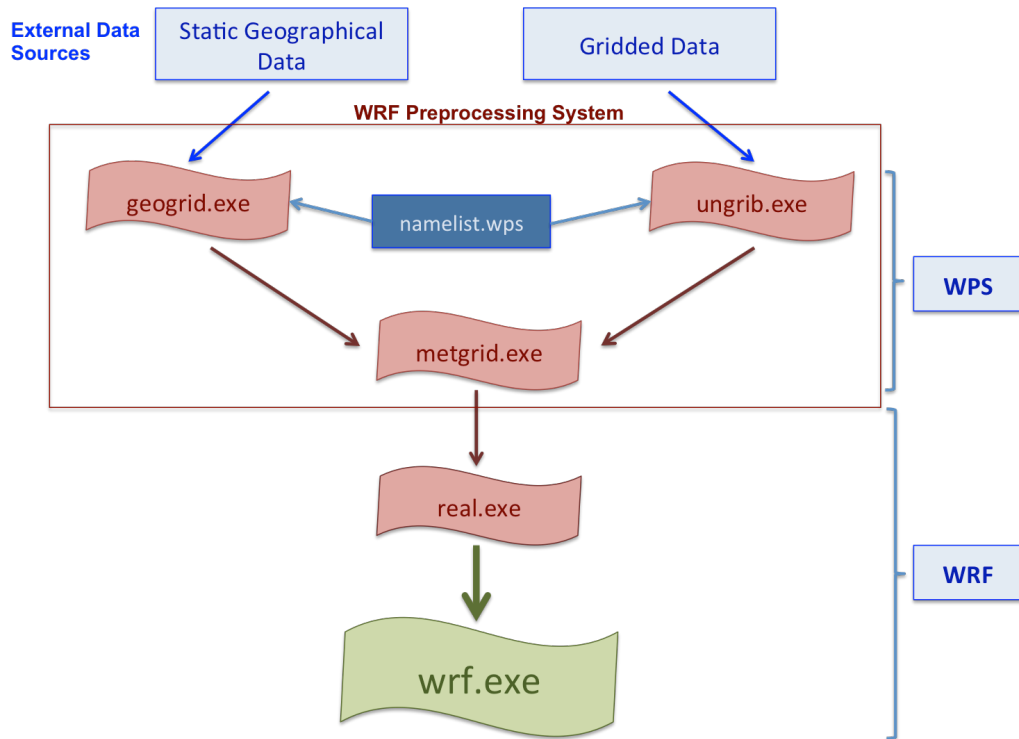 External Data
Sources
Static Geographical
Data
Gridded Data
WRF Preprocessing System
geogrid.exe
namelist.wps
ungrib.exe
metgrid.exe
WPS
real.exe
WRF
wrf.exe